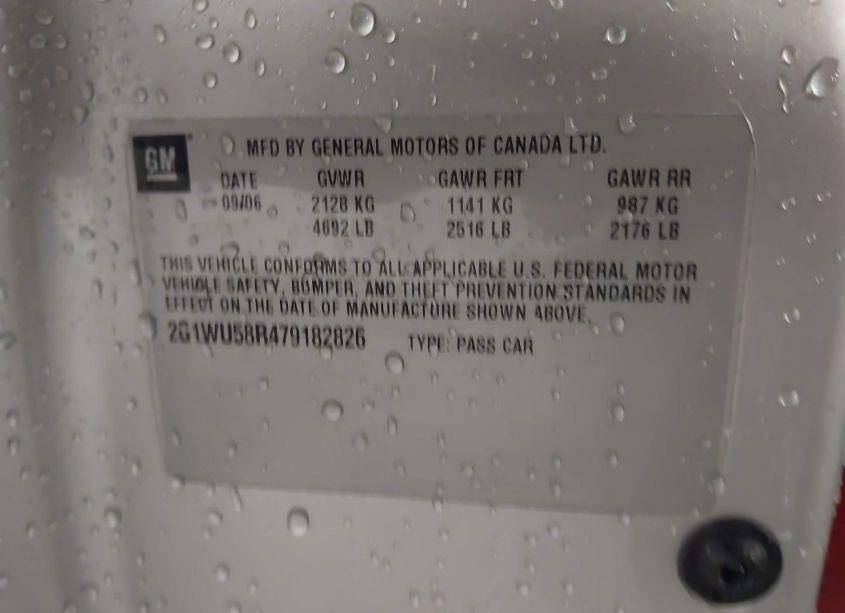 GM
MFD BY GENERAL MOTORS OF CANADA LTD.
DATE GVWR GAWR FRT GAWR RR
09/06 2128 KG 1141 KG 987 KG
4692 LB 2516 LB 2176 LB
THIS VEHICLE CONFORMS TO ALL APPLICABLE U.S. FEDERAL MOTOR
VEHICLE SAFETY, BUMPER, AND THEFT PREVENTION STANDARDS IN
EFFECT ON THE DATE OF MANUFACTURE SHOWN ABOVE.
2G1WU58R479182826 TYPE: PASS CAR